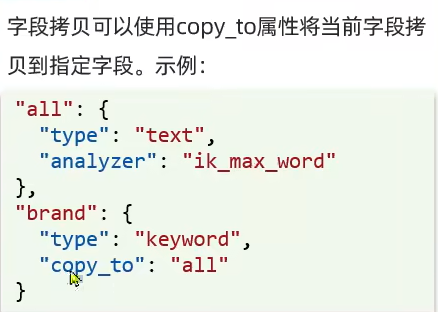 字段拷贝可以使用copy_to属性将当前字段拷
贝到指定字段。示例：
"all": {
  "type": "text",
  "analyzer": "ik_max_word"
},
"brand": {
  "type": "keyword",
  "copy_to": "all"
}